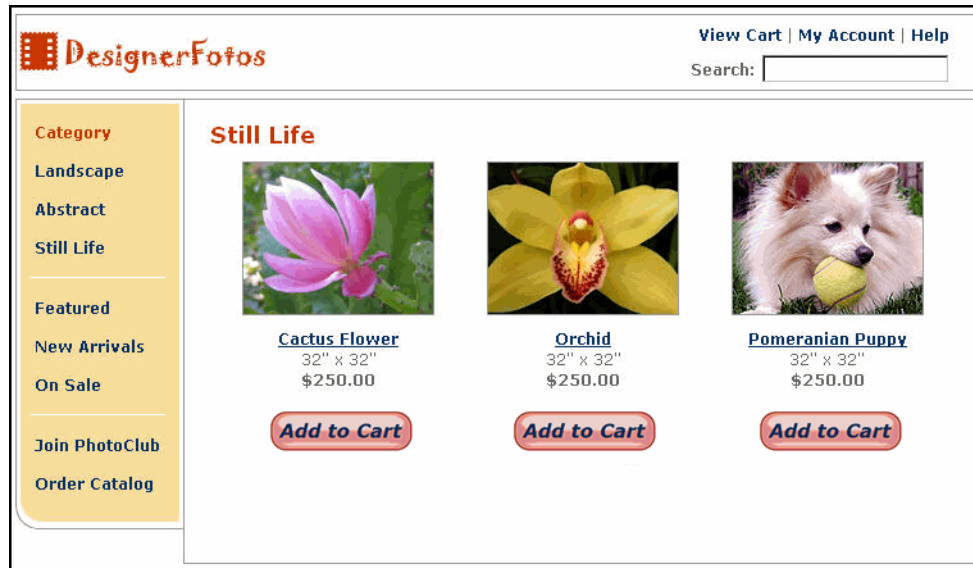 DesignerFotos
View Cart | My Account | Help
Search:
Category
Landscape
Abstract
Still Life
Featured
New Arrivals
On Sale
Join PhotoClub
Order Catalog
Still Life
Cactus Flower
32" x 32"
$250.00
Add to Cart
Orchid
32" x 32"
$250.00
Add to Cart
Pomeranian Puppy
32" x 32"
$250.00
Add to Cart